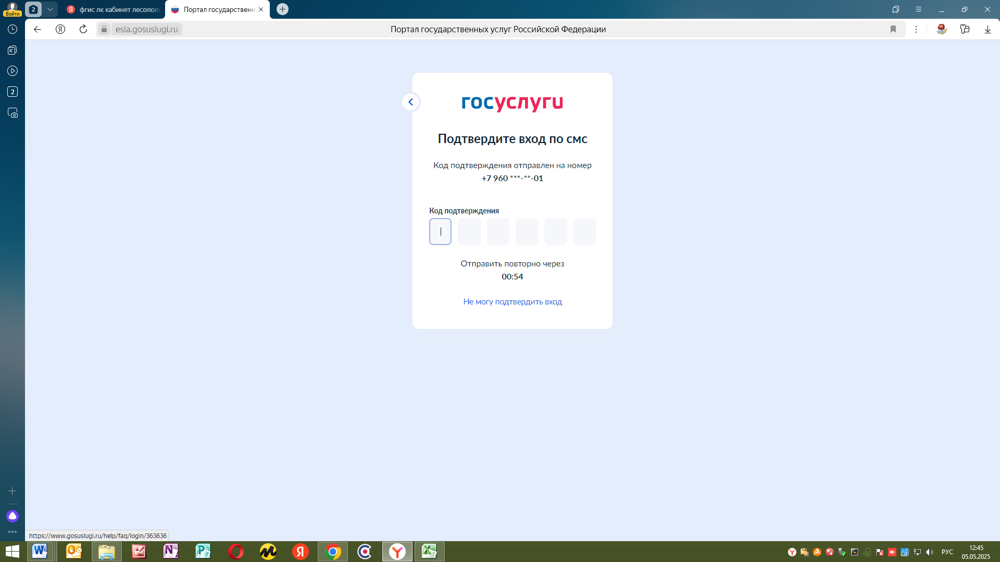 2
фгис лк кабинет лесопол
Портал государственн
Войти
esia.gosuslugi.ru
Портал государственных услуг Российской Федерации
2
госуслуги
Подтвердите вход по смс
Код подтверждения отправлен на номер
+7 960 ***-**-01
Код подтверждения
Отправить повторно через
00:54
Не могу подтвердить вход
https://www.gosuslugi.ru/help/faq/login/363636
РУС
12:45
05.05.2025